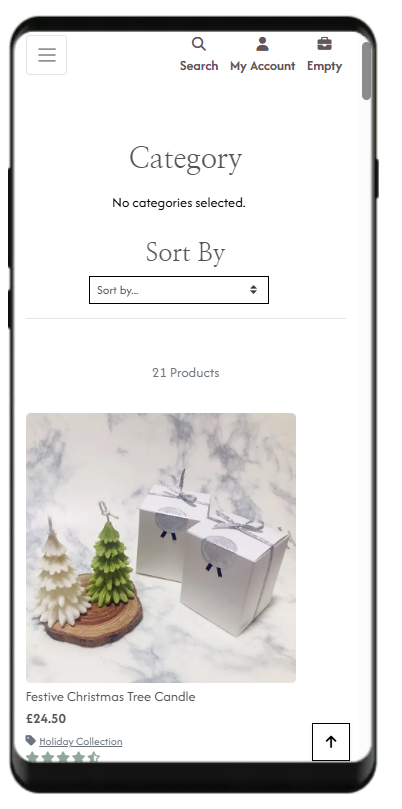 Search My Account Empty
Category
No categories selected.
Sort By
Sort by...
21 Products
Festive Christmas Tree Candle
£24.50
Holiday Collection